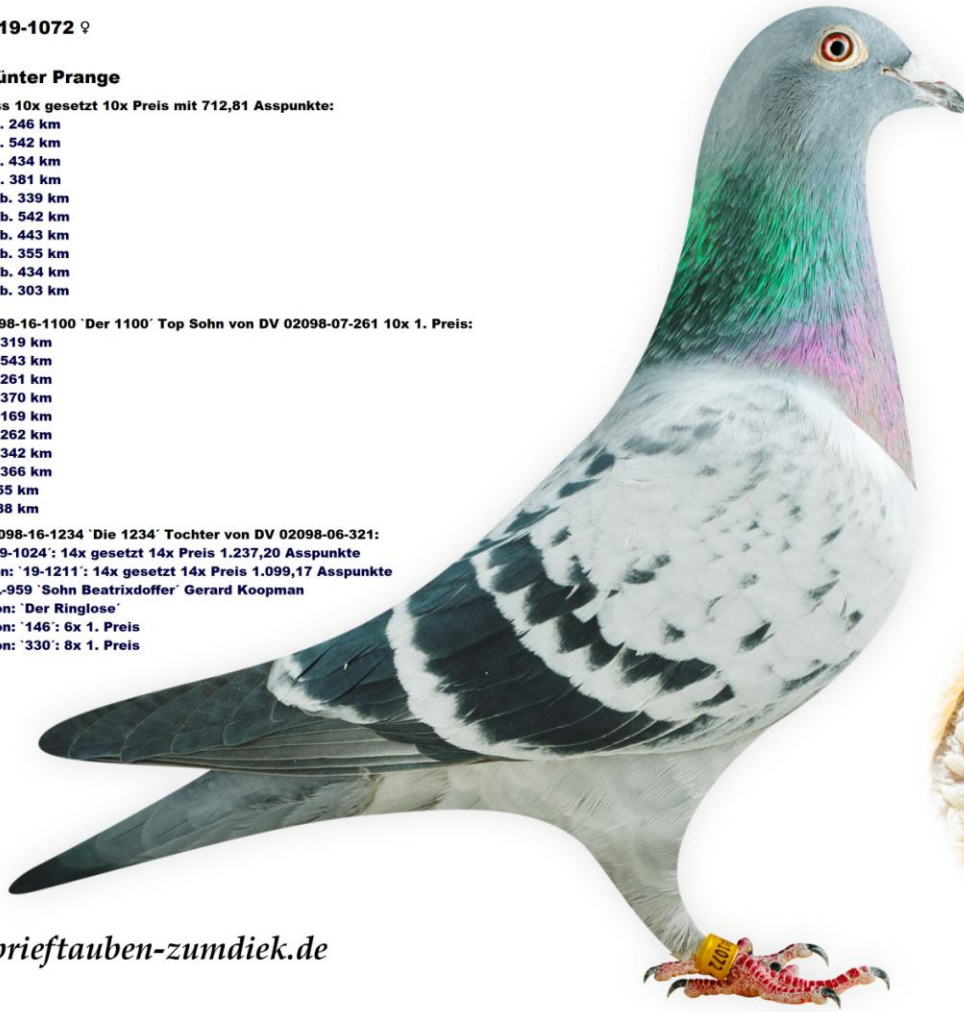 19-1072 ♀
ünter Prange
ss 10x gesetzt 10x Preis mit 712,81 Asspunkte:
. 246 km
. 542 km
. 434 km
. 381 km
b. 339 km
b. 542 km
b. 443 km
b. 355 km
b. 434 km
b. 303 km
98-16-1100 `Der 1100´ Top Sohn von DV 02098-07-261 10x 1. Preis:
319 km
543 km
261 km
370 km
169 km
262 km
342 km
366 km
55 km
38 km
098-16-1234 `Die 1234´ Tochter von DV 02098-06-321:
9-1024´: 14x gesetzt 14x Preis 1.237,20 Asspunkte
n: `19-1211´: 14x gesetzt 14x Preis 1.099,17 Asspunkte
-959 `Sohn Beatrixdoffer´ Gerard Koopman
on: `Der Ringlose´
on: `146´: 6x 1. Preis
on: `330´: 8x 1. Preis
brieftauben-zumdiek.de
1072